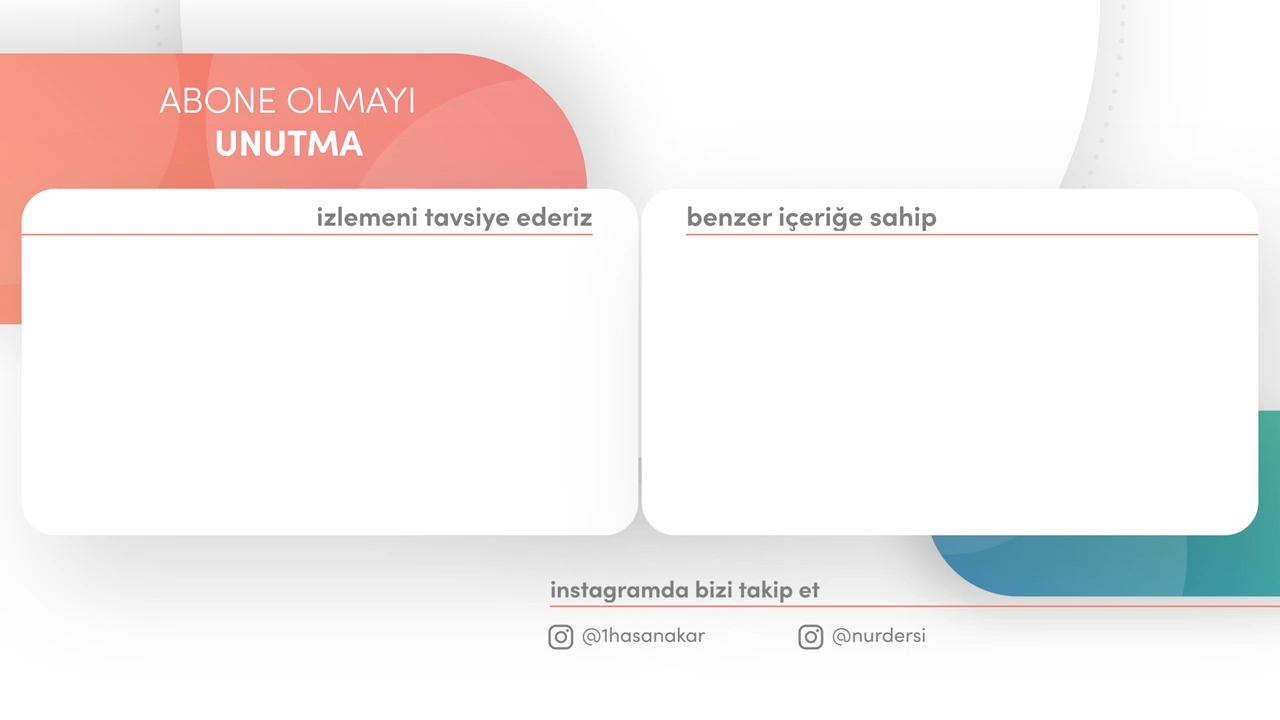 ABONE OLMAYI
UNUTMA
izlemeni tavsiye ederiz
benzer içeriğe sahip
instagramda bizi takip et
@1hasanakar
@nurdersi